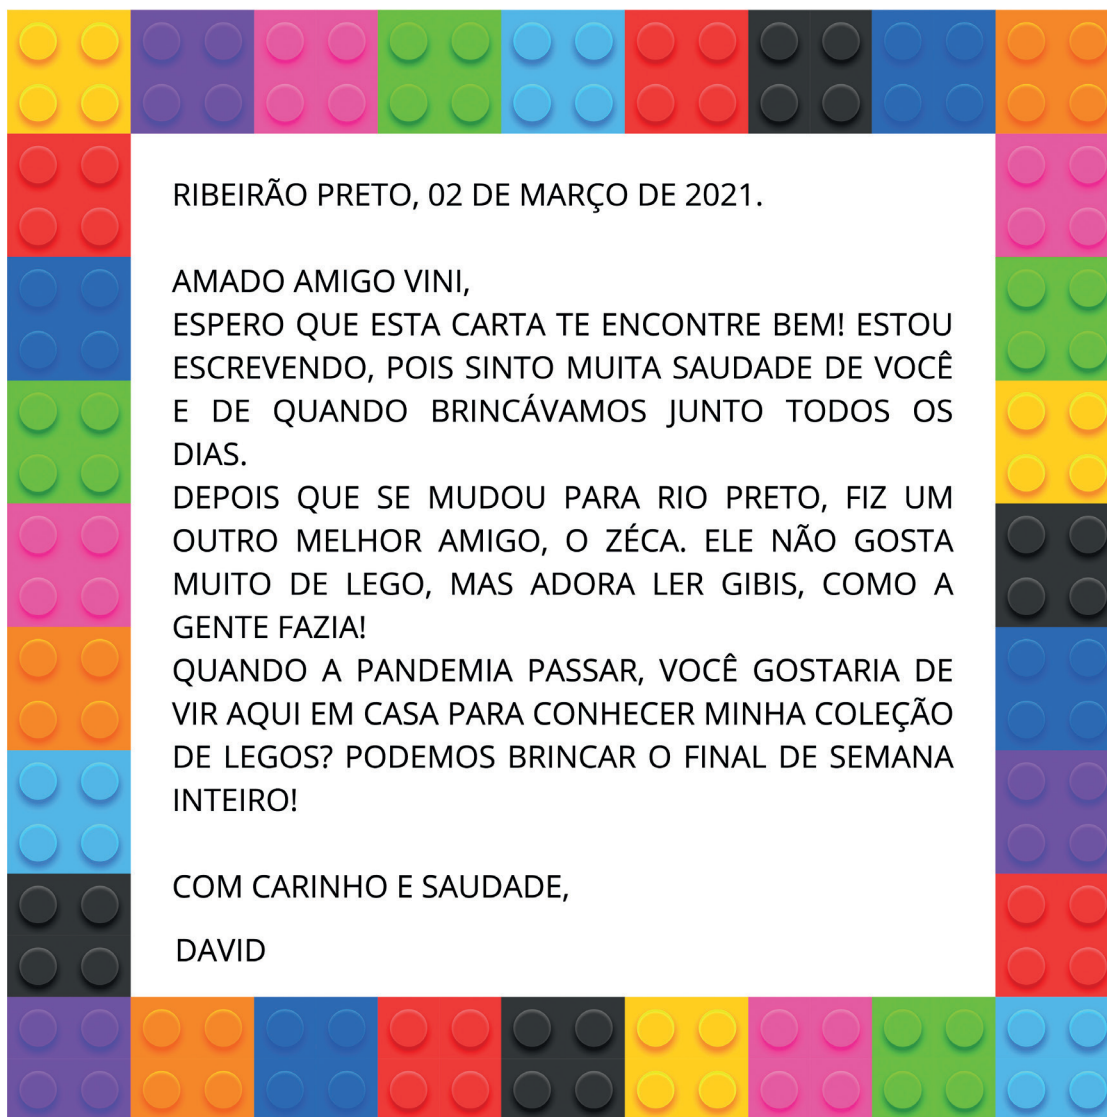 RIBEIRÃO PRETO, 02 DE MARÇO DE 2021.
AMADO AMIGO VINI,
ESPERO QUE ESTA CARTA TE ENCONTRE BEM! ESTOU
ESCREVENDO, POIS SINTO MUITA SAUDADE DE VOCÊ
E DE QUANDO BRINCÁVAMOS JUNTO TODOS OS
DIAS.
DEPOIS QUE SE MUDOU PARA RIO PRETO, FIZ UM
OUTRO MELHOR AMIGO, O ZÉCA. ELE NÃO GOSTA
MUITO DE LEGO, MAS ADORA LER GIBIS, COMO A
GENTE FAZIA!
QUANDO A PANDEMIA PASSAR, VOCÊ GOSTARIA DE
VIR AQUI EM CASA PARA CONHECER MINHA COLEÇÃO
DE LEGOS? PODEMOS BRINCAR O FINAL DE SEMANA
INTEIRO!
COM CARINHO E SAUDADE,
DAVID